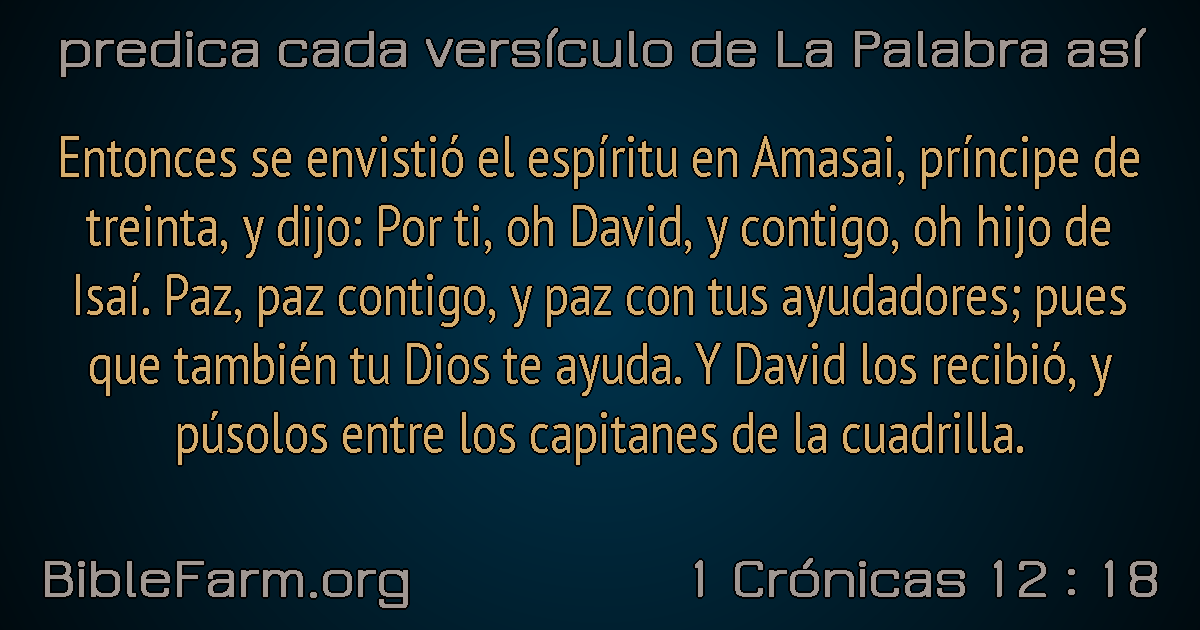 predica cada versículo de La Palabra así
Entonces se envistió el espíritu en Amasai, príncipe de
treinta, y dijo: Por ti, oh David, y contigo, oh hijo de
Isaí. Paz, paz contigo, y paz con tus ayudadores; pues
que también tu Dios te ayuda. Y David los recibió, y
púsolos entre los capitanes de la cuadrilla.
BibleFarm.org
1 Crónicas 12 : 18